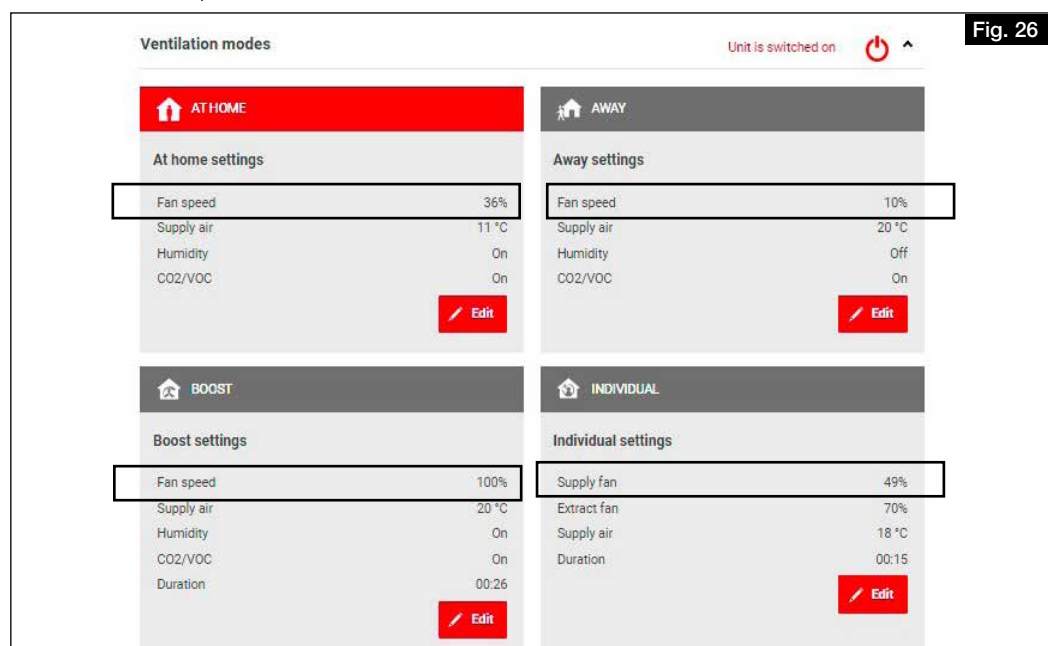 Fig. 26
Ventilation modes
Unit is switched on
AT HOME
At home settings
Fan speed 36%
Supply air 11 °C
Humidity On
CO2/VOC On
Edit
AWAY
Away settings
Fan speed 10%
Supply air 20 °C
Humidity Off
CO2/VOC On
Edit
BOOST
Boost settings
Fan speed 100%
Supply air 20 °C
Humidity On
CO2/VOC On
Duration 00:26
Edit
INDIVIDUAL
Individual settings
Supply fan 49%
Extract fan 70%
Supply air 18 °C
Duration 00:15
Edit